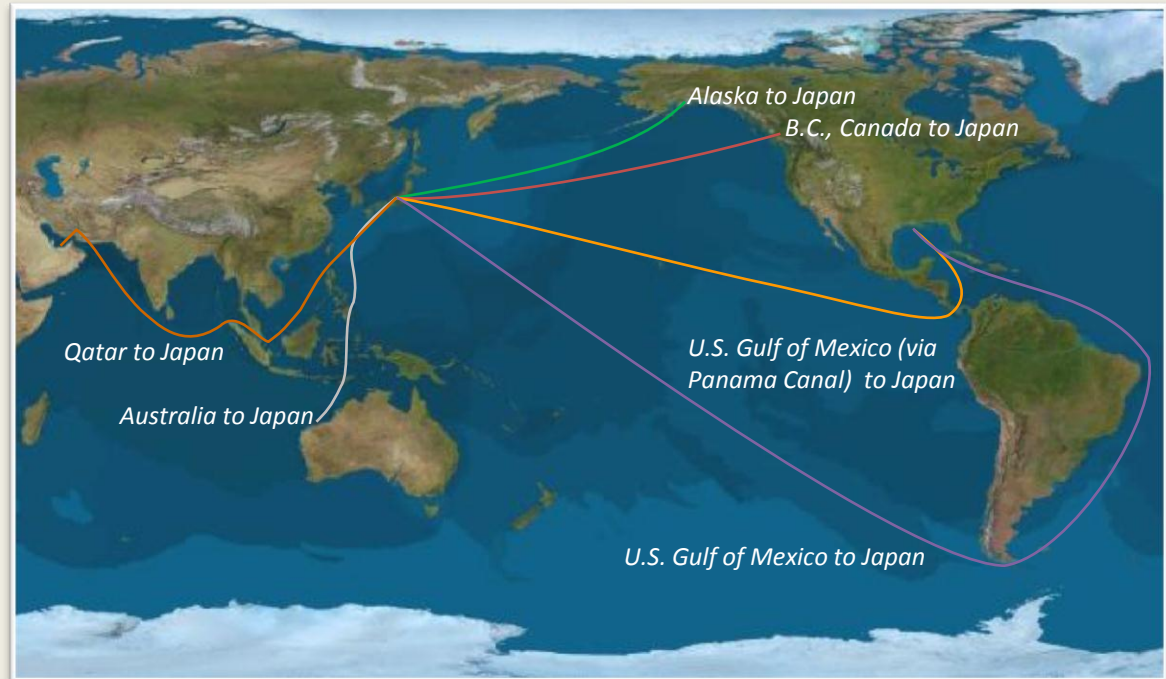 Alaska to Japan
B.C., Canada to Japan
Qatar to Japan
U.S. Gulf of Mexico (via
Panama Canal) to Japan
Australia to Japan
U.S. Gulf of Mexico to Japan